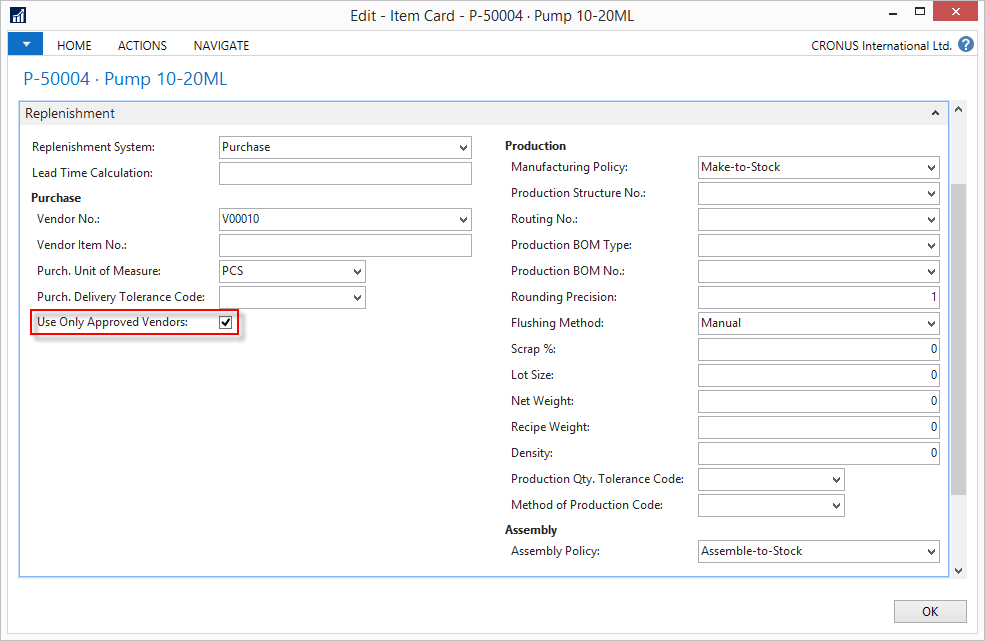 Edit - Item Card - P-50004 · Pump 10-20ML
HOME ACTIONS NAVIGATE CRONUS International Ltd. ?
P-50004 · Pump 10-20ML
Replenishment
Replenishment System: Purchase
Lead Time Calculation:
Purchase
Vendor No.: V00010
Vendor Item No.:
Purch. Unit of Measure: PCS
Purch. Delivery Tolerance Code:
Use Only Approved Vendors:
Production
Manufacturing Policy: Make-to-Stock
Production Structure No.:
Routing No.:
Production BOM Type:
Production BOM No.:
Rounding Precision: 1
Flushing Method: Manual
Scrap %: 0
Lot Size: 0
Net Weight: 0
Recipe Weight: 0
Density: 0
Production Qty. Tolerance Code:
Method of Production Code:
Assembly
Assembly Policy: Assemble-to-Stock
OK